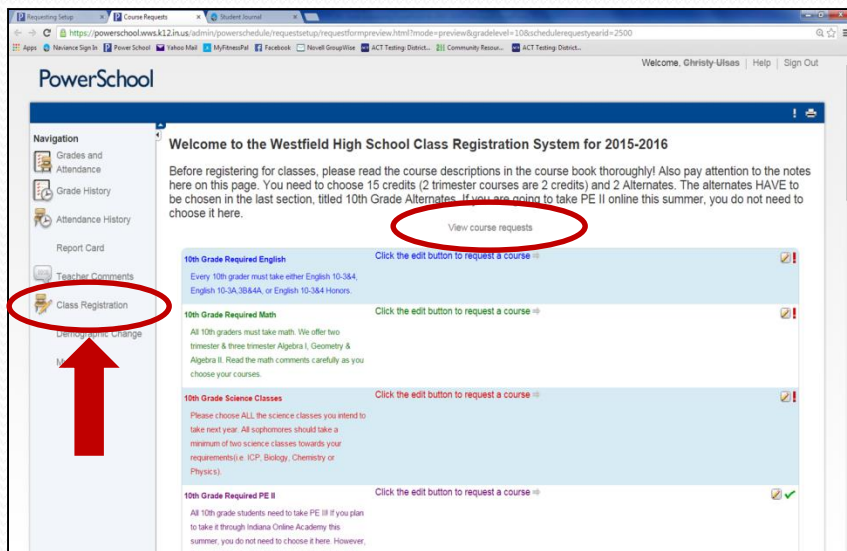 Requesting Setup
Course Requests
Student Journal
https://powerschool.wws.k12.in.us/admin/powerschedule/requestsetup/requestformpreview.html?mode=preview&gradelevel=10&schedulerequestyearid=2500
Apps Navience Sign In Power School Yahoo Mail MyFitnessPal Facebook Novell GroupWise ACT Testing: District... Community Resour... ACT Testing: District...
Welcome, Christy Ulsas | Help | Sign Out
PowerSchool
Navigation
Grades and
Attendance
Grade History
Attendance History
Report Card
Teacher Comments
Class Registration
Demographic Change
Welcome to the Westfield High School Class Registration System for 2015-2016
Before registering for classes, please read the course descriptions in the course book thoroughly! Also pay attention to the notes
here on this page. You need to choose 15 credits (2 trimester courses are 2 credits) and 2 Alternates. The alternates HAVE to
be chosen in the last section, titled 10th Grade Alternates. If you are going to take PE II online this summer, you do not need to
choose it here.
View course requests
10th Grade Required English
Click the edit button to request a course
Every 10th grader must take either English 10-3&4,
English 10-3A,3B&4A, or English 10-3&4 Honors.
10th Grade Required Math
Click the edit button to request a course
All 10th graders must take math. We offer two
trimester & three trimester Algebra I, Geometry &
Algebra II. Read the math comments carefully as you
choose your courses.
10th Grade Science Classes
Click the edit button to request a course
Please choose ALL the science classes you intend to
take next year. All sophomores should take a
minimum of two science classes towards your
requirements(i.e. ICP, Biology, Chemistry or
Physics).
10th Grade Required PE II
Click the edit button to request a course
All 10th grade students need to take PE II! If you plan
to take it through Indiana Online Academy this
summer, you do not need to choose it here. However,